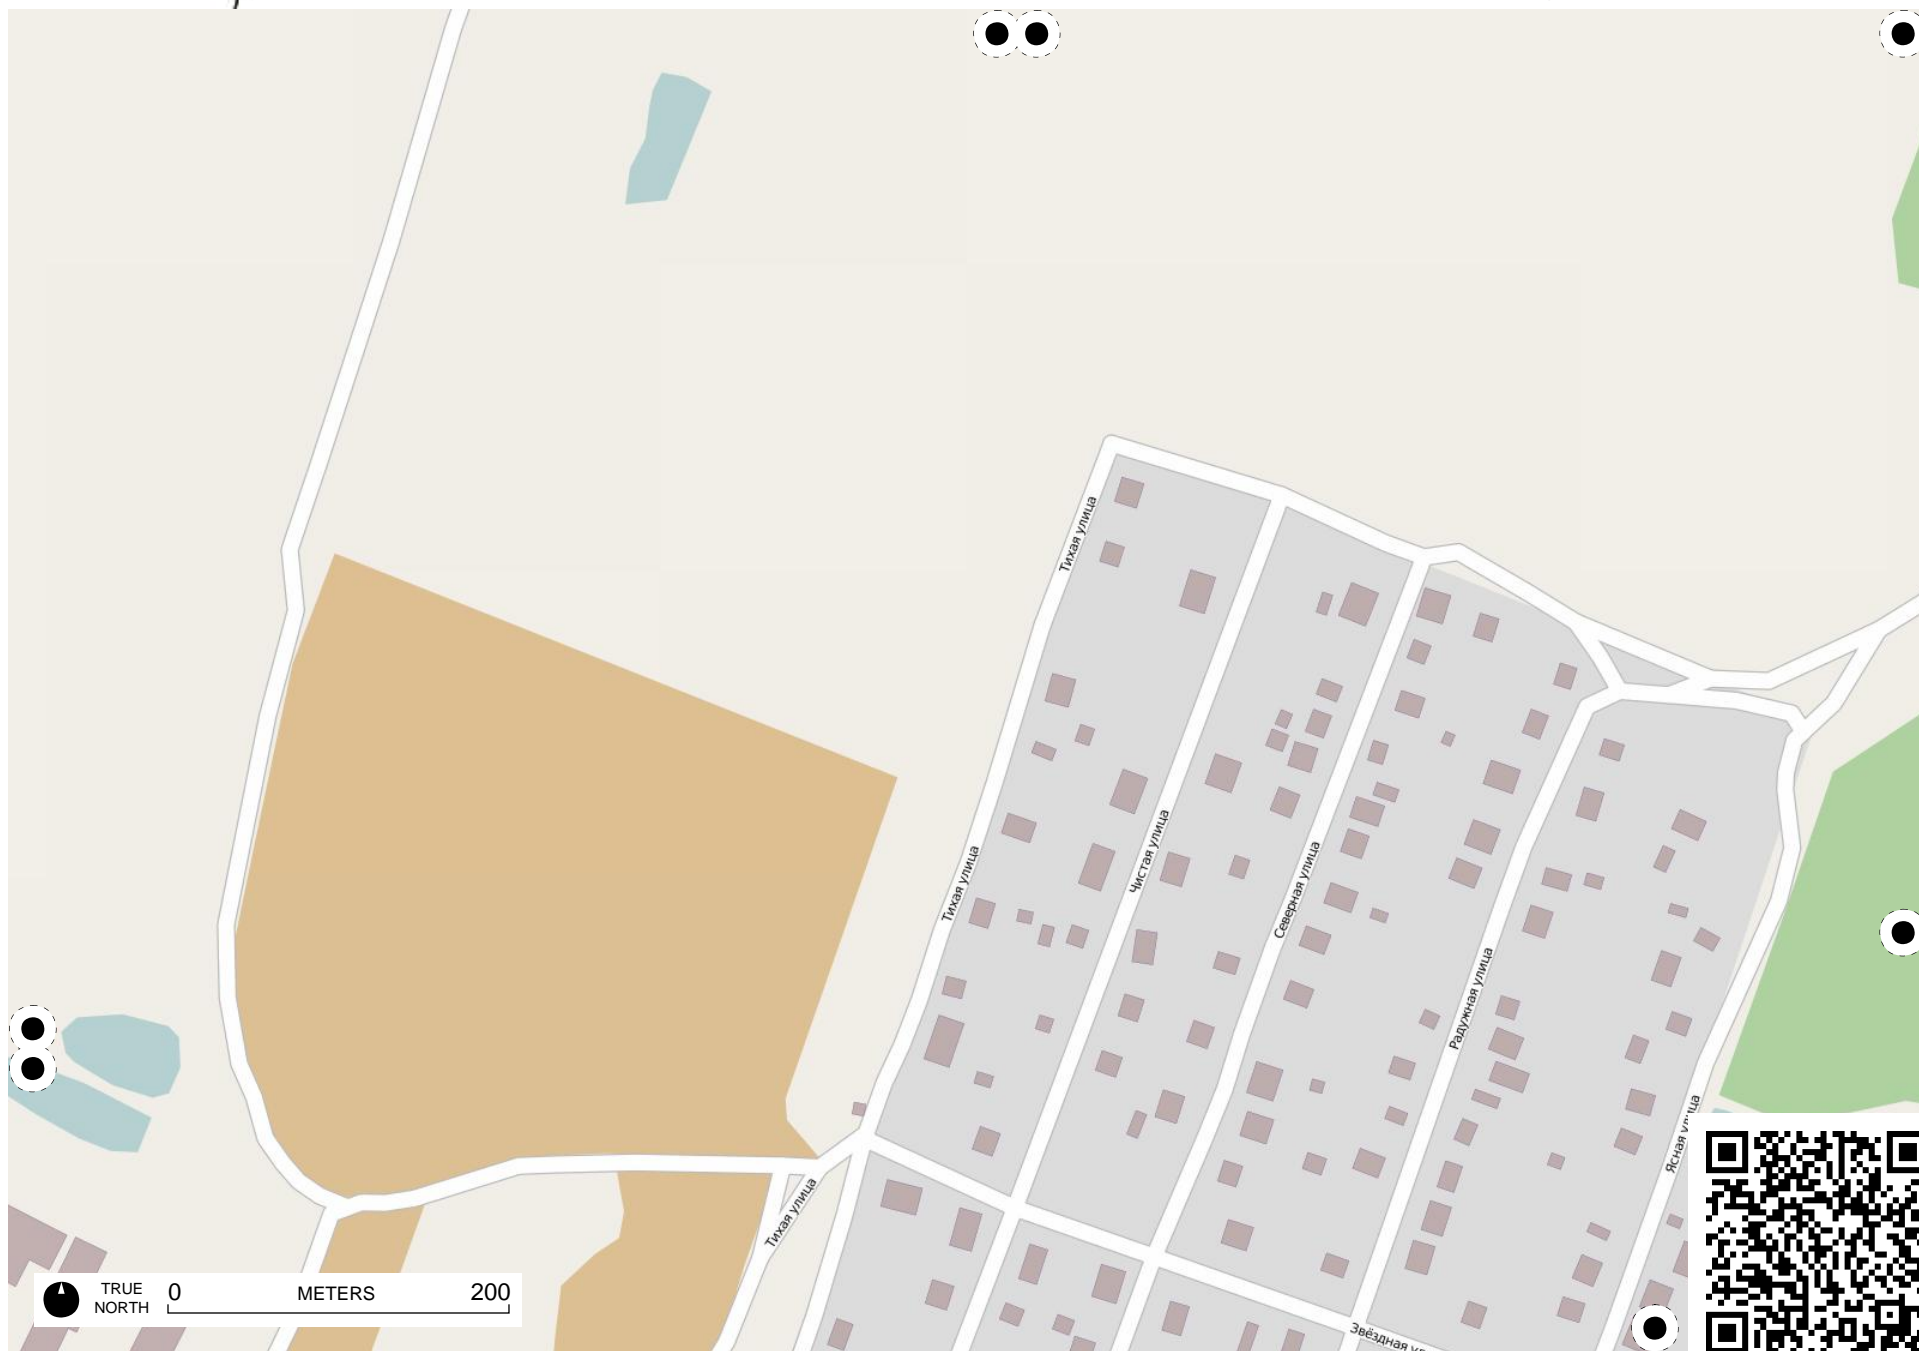 Тихая улица
Тихая улица
Чистая улица
Северная улица
Радужная улица
Ясная улица
Тихая улица
TRUE NORTH
0 METERS 200
Звёздная